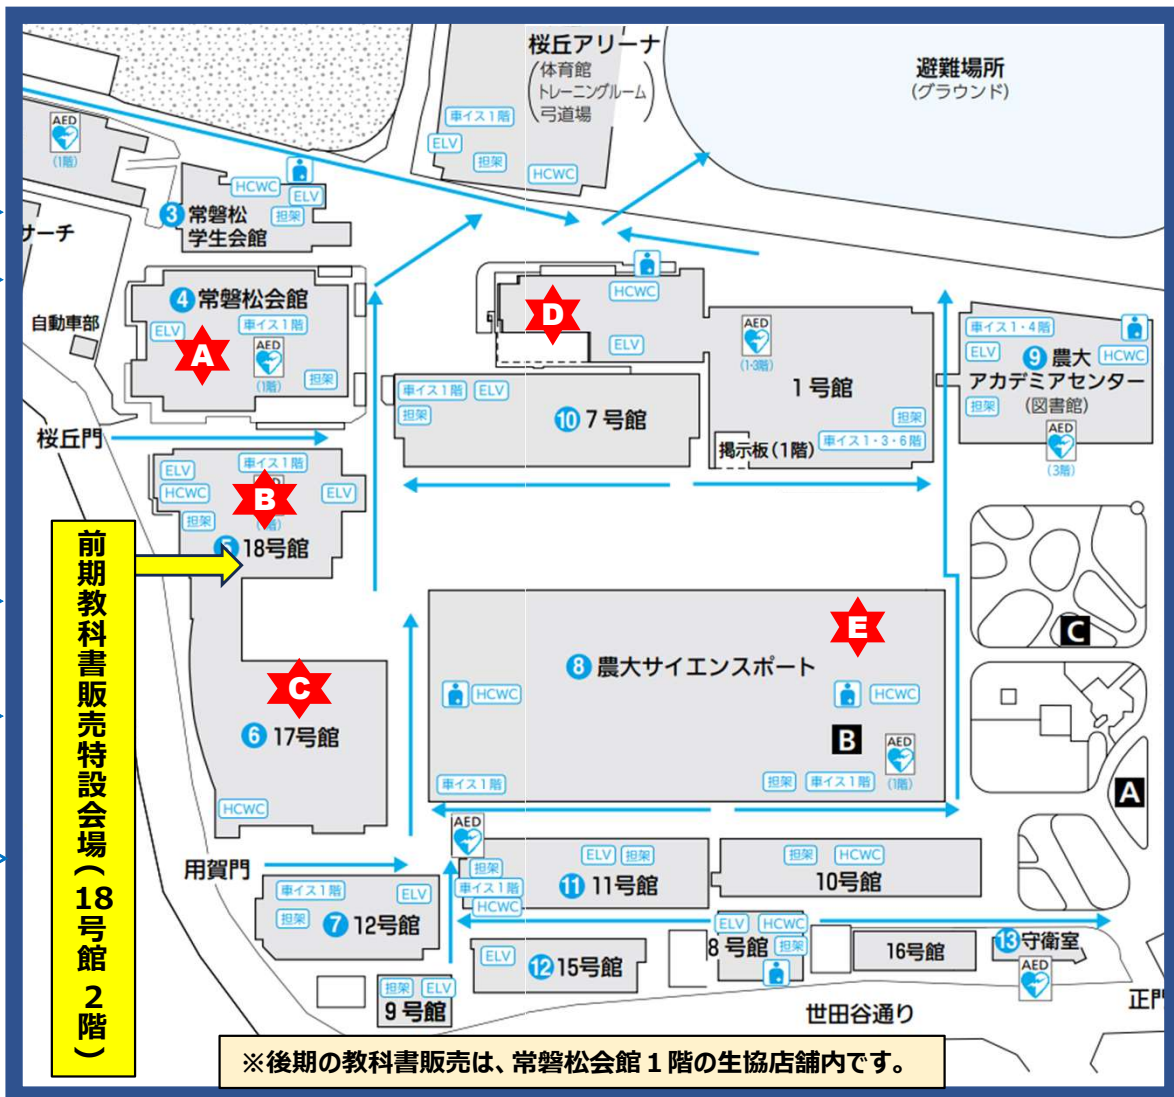 桜丘アリーナ
体育館
トレーニングルーム
弓道場
車イス1階
ELV
担架
HCWC
避難場所
(グラウンド)
AED
(1階)
HCWC
ELV
担架
3 常磐松
学生会館
サーチ
4 常磐松会館
ELV
車イス1階
A
AED
(1階)
担架
自動車部
桜丘門
D
HCWC
ELV
AED
(1-3階)
1号館
担架
車イス1・3・6階
掲示板(1階)
車イス1階 ELV
担架
10 7号館
車イス1・4階
ELV
HCWC
9 農大
アカデミアセンター
(図書館)
担架
AED
(3階)
ELV
車イス1階
HCWC
B
ELV
担架
5 18号館
前期教科書販売特設会場(18号館2階)
C
6 17号館
HCWC
E
8 農大サイエンスポート
HCWC
HCWC
B
AED
(1階)
車イス1階
担架 車イス1階
C
A
用賀門
車イス1階
ELV
担架
7 12号館
AED
担架
車イス1階
HCWC
ELV 担架
11 11号館
担架 HCWC
10号館
担架 ELV
9号館
ELV
12 15号館
ELV HCWC
8号館 担架
16号館
13 守衛室
AED
正門
世田谷通り
※後期の教科書販売は、常磐松会館1階の生協店舗内です。